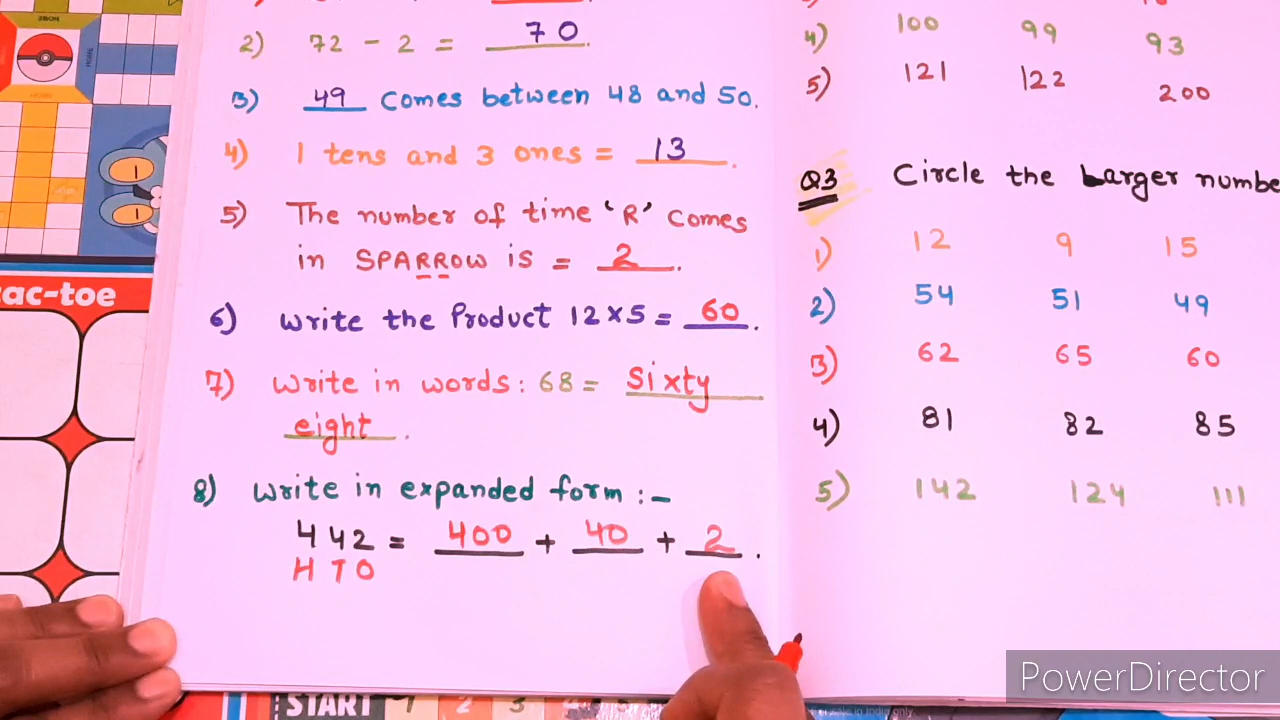 2) 72 - 2 = 70.
3) 49 comes between 48 and 50.
4) 1 tens and 3 ones = 13.
5) The number of time 'R' comes
in SPARROW is = 2.
6) Write the Product 12×5 = 60.
7) Write in words: 68 = Sixty
eight.
8) Write in expanded form :-
442 = 400 + 40 + 2.
H T O
4) 100 99 93
5) 121 122 200
Q3 Circle the Larger numbe
1) 12 9 15
2) 54 51 49
3) 62 65 60
4) 81 82 85
5) 142 124 111
ac-toe
START 1 2 3
PowerDirector